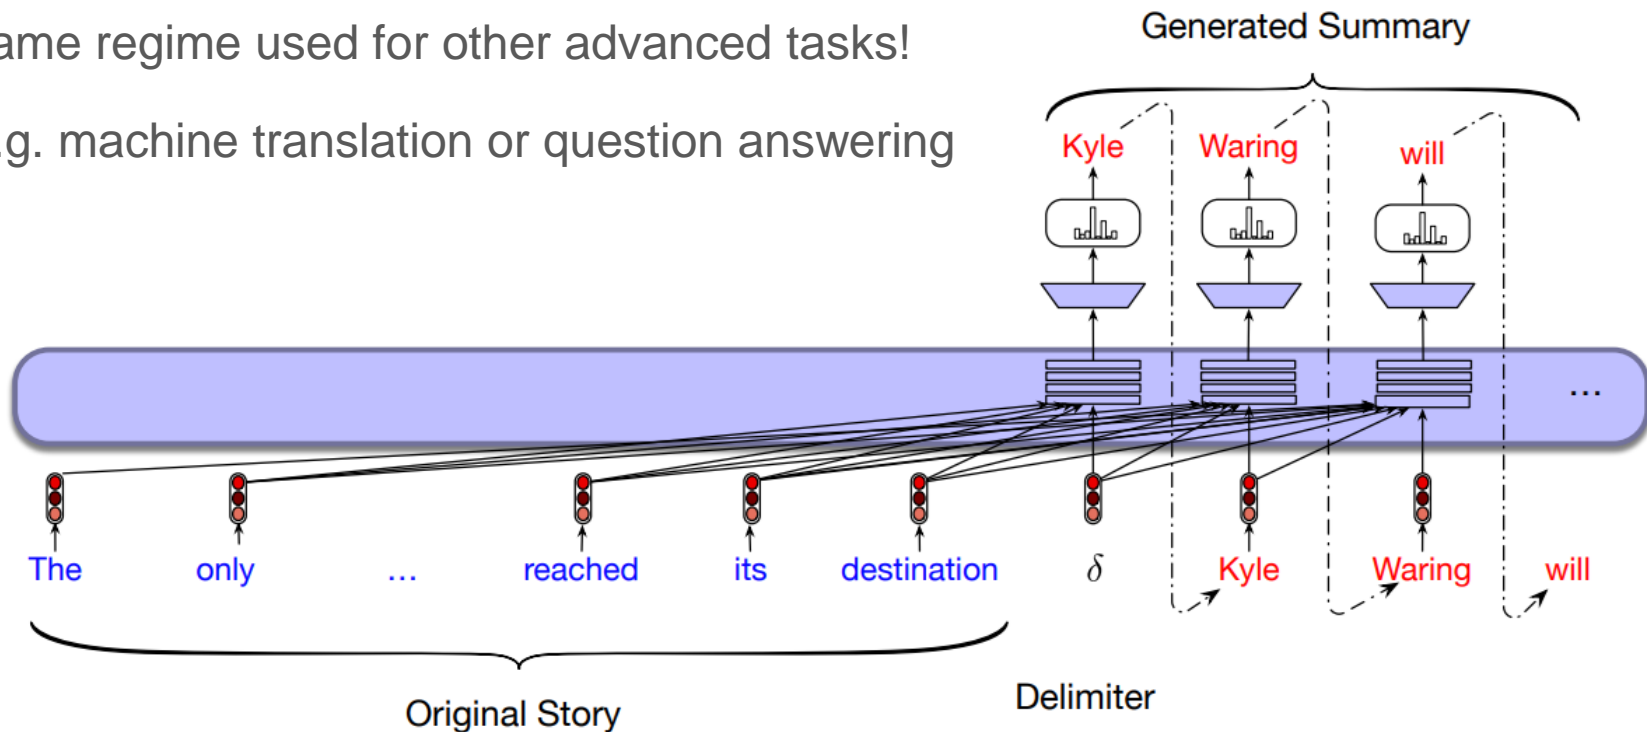 ame regime used for other advanced tasks!
.g. machine translation or question answering
Generated Summary
Kyle Waring will
...
The only ... reached its destination δ Kyle Waring will
Original Story
Delimiter